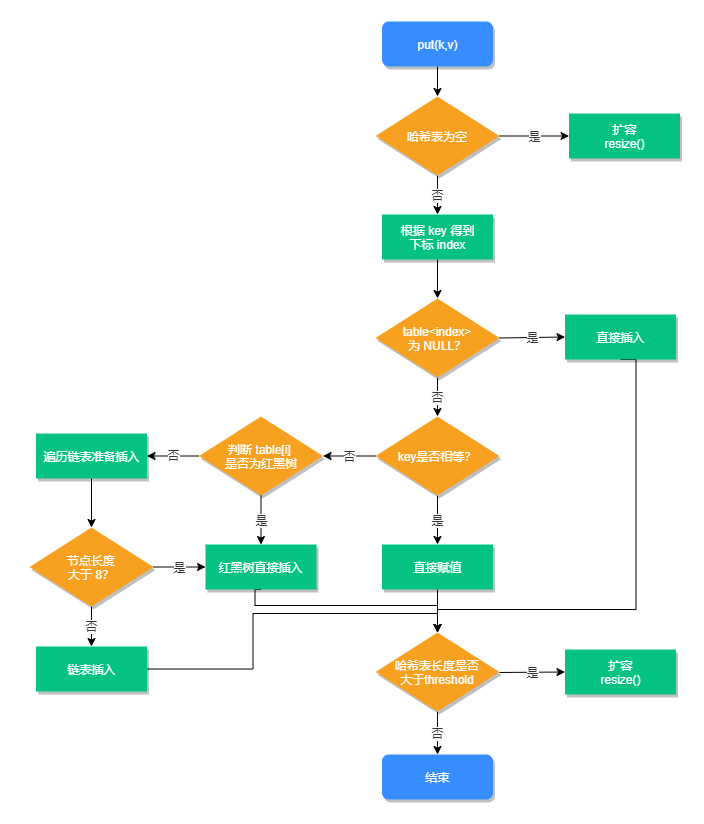 put(k,v)
哈希表为空
是
扩容
resize()
否
根据 key 得到
下标 index
table<index>
为 NULL?
是
直接插入
否
key是否相等?
否
判断 table[i]
是否为红黑树
否
遍历链表准备插入
是
是
节点长度
大于 8?
是
红黑树直接插入
直接赋值
否
链表插入
哈希表长度是否
大于threshold
是
扩容
resize()
否
结束